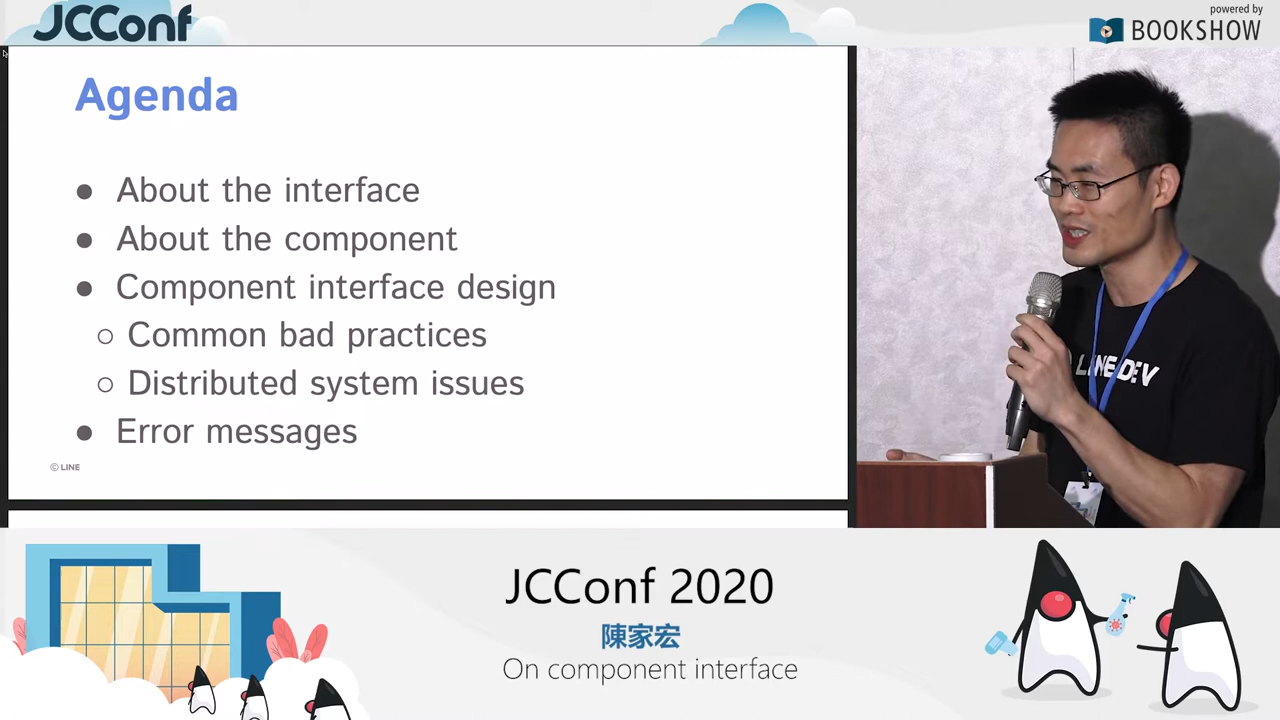 JCConf
powered by
BOOKSHOW
Agenda
● About the interface
● About the component
● Component interface design
○ Common bad practices
○ Distributed system issues
● Error messages
© LINE
LINE DEV
JCConf 2020
陳家宏
On component interface